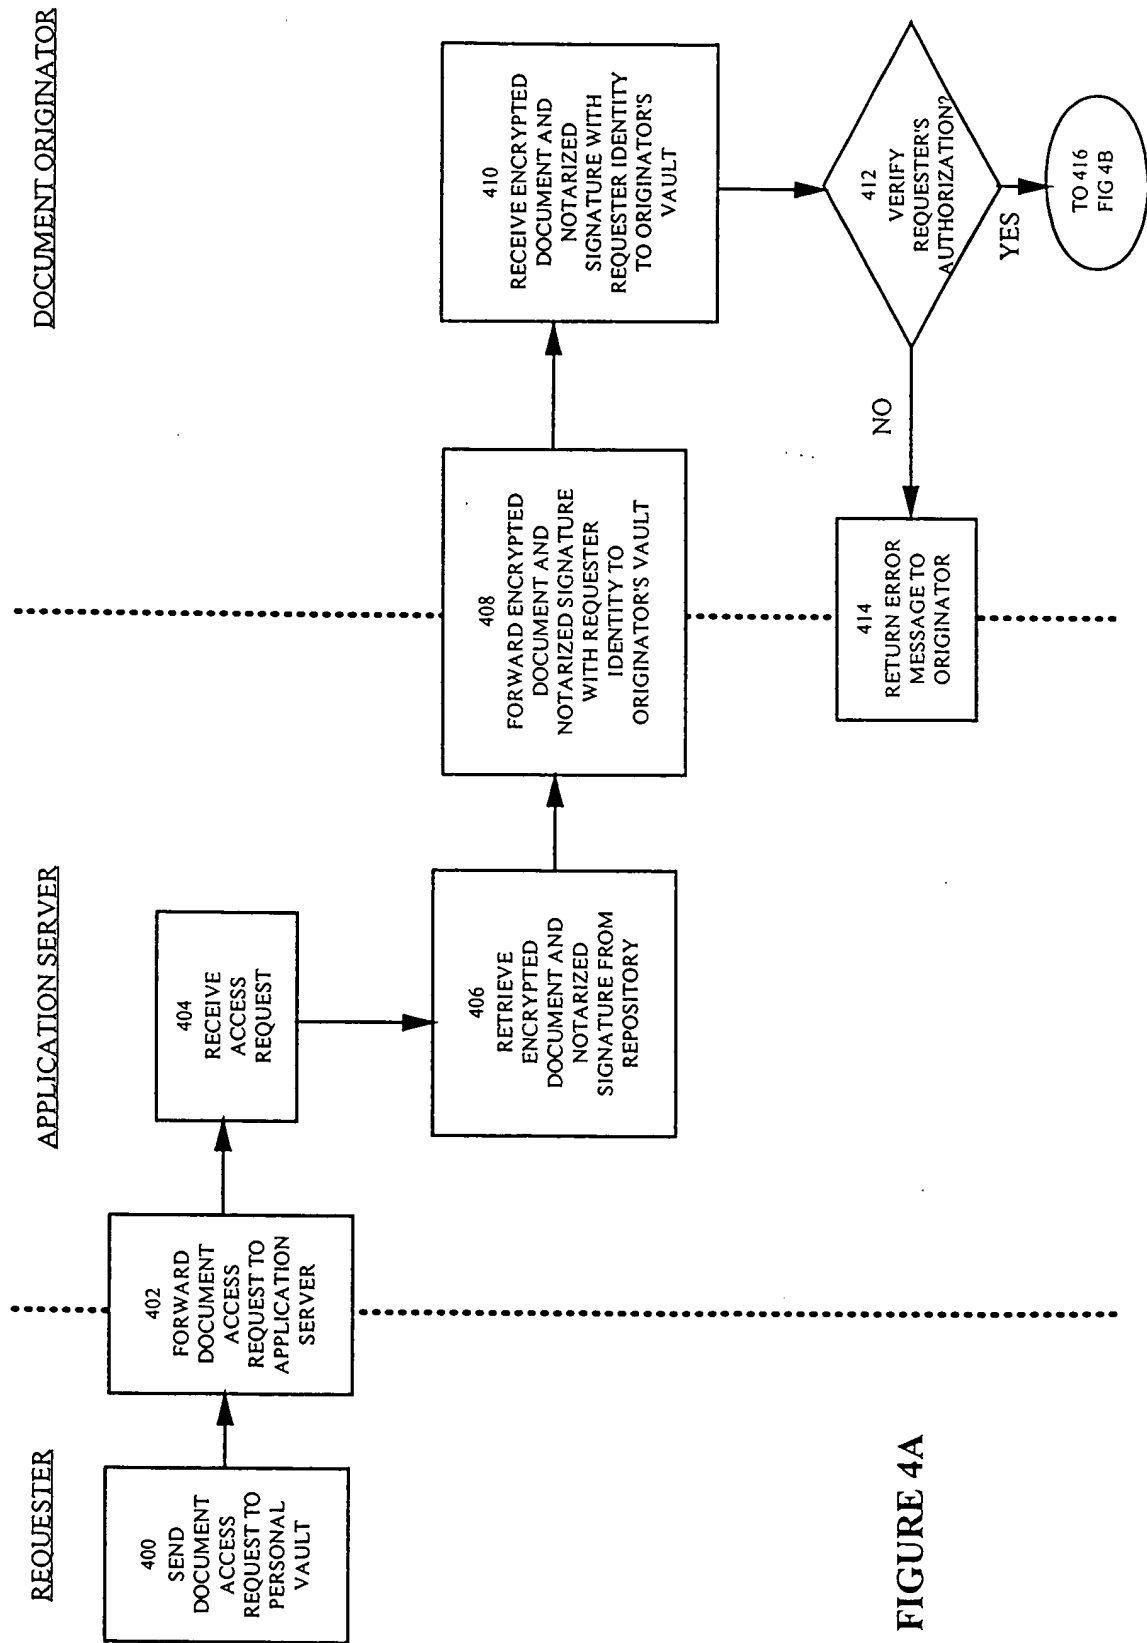 REQUESTER
APPLICATION SERVER
DOCUMENT ORIGINATOR
400
SEND
DOCUMENT
ACCESS
REQUEST TO
PERSONAL
VAULT
402
FORWARD
DOCUMENT
ACCESS
REQUEST TO
APPLICATION
SERVER
404
RECEIVE
ACCESS
REQUEST
406
RETRIEVE
ENCRYPTED
DOCUMENT AND
NOTARIZED
SIGNATURE FROM
REPOSITORY
408
FORWARD ENCRYPTED
DOCUMENT AND
NOTARIZED SIGNATURE
WITH REQUESTER
IDENTITY TO
ORIGINATOR'S VAULT
410
RECEIVE ENCRYPTED
DOCUMENT AND
NOTARIZED
SIGNATURE WITH
REQUESTER IDENTITY
TO ORIGINATOR'S
VAULT
412
VERIFY
REQUESTER'S
AUTHORIZATION?
NO
YES
414
RETURN ERROR
MESSAGE TO
ORIGINATOR
TO 416
FIG 4B
FIGURE 4A